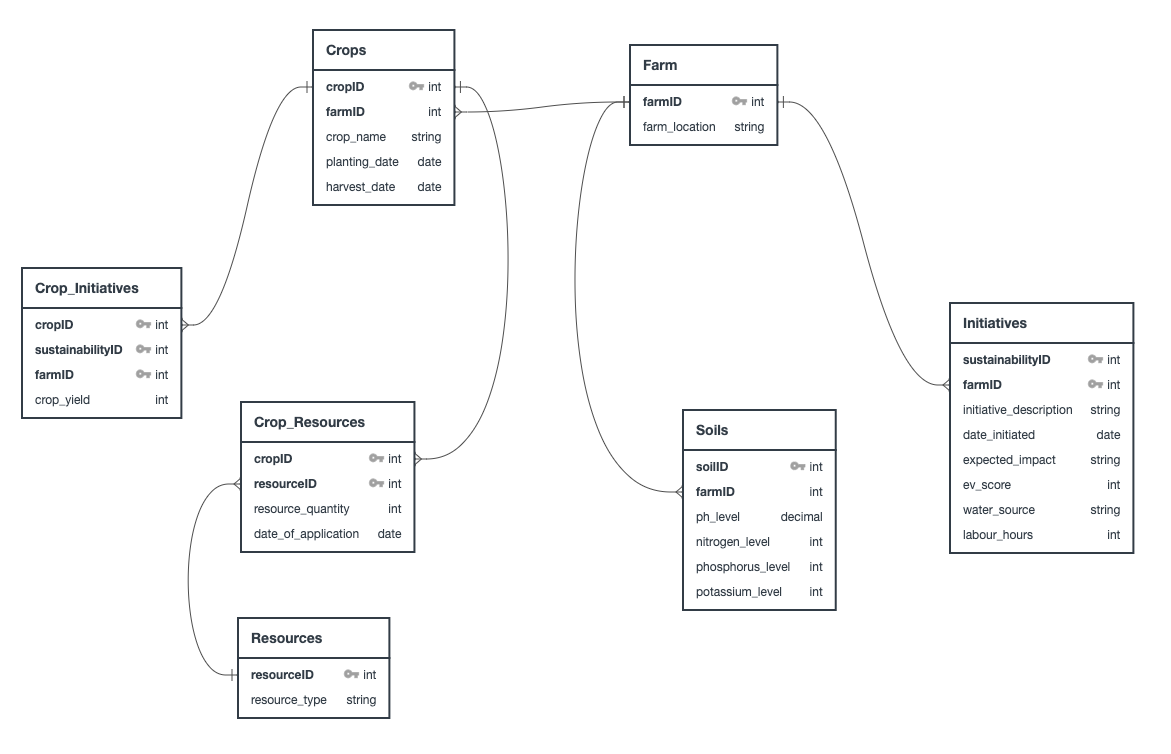 Crops
cropID int
farmID int
crop_name string
planting_date date
harvest_date date
Farm
farmID int
farm_location string
Crop_Initiatives
cropID int
sustainabilityID int
farmID int
crop_yield int
Initiatives
sustainabilityID int
farmID int
initiative_description string
date_initiated date
expected_impact string
ev_score int
water_source string
labour_hours int
Crop_Resources
cropID int
resourceID int
resource_quantity int
date_of_application date
Soils
soilID int
farmID int
ph_level decimal
nitrogen_level int
phosphorus_level int
potassium_level int
Resources
resourceID int
resource_type string